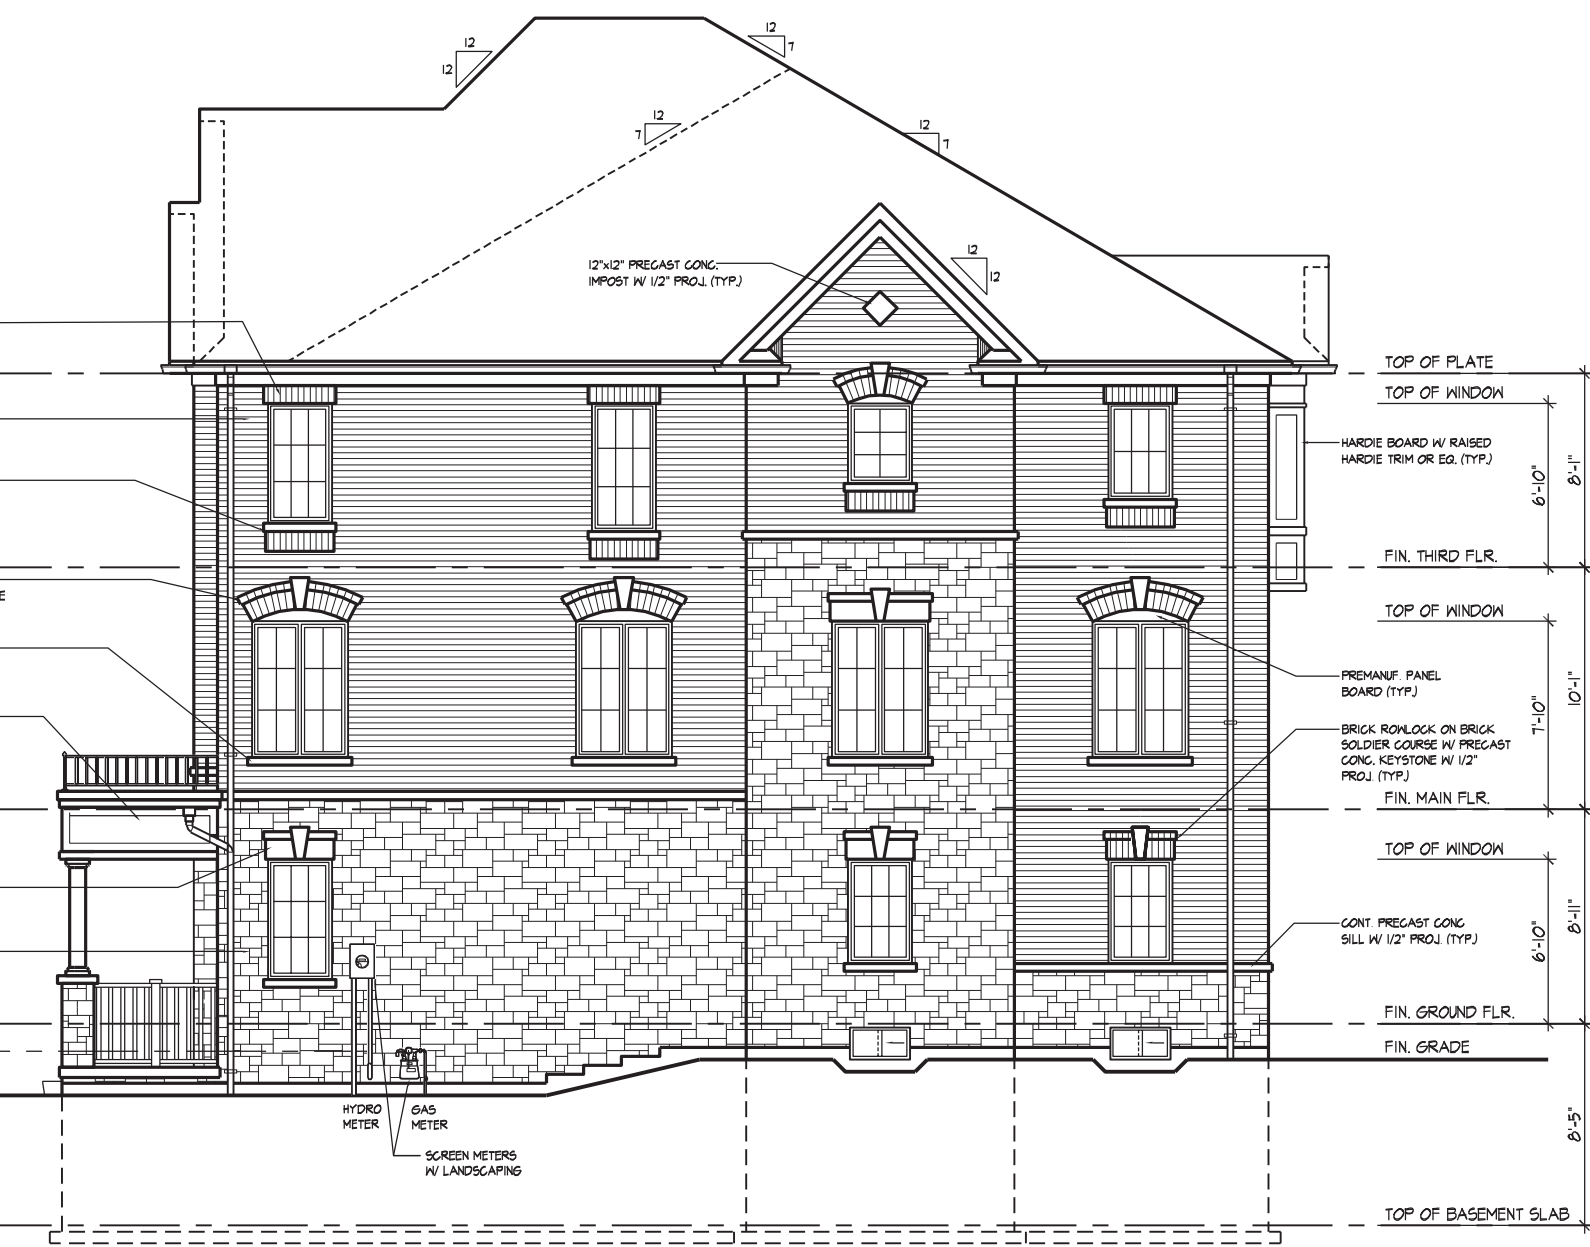 12
12
12
7
12
7
12
7
12
12
12"x12" PRECAST CONC.
IMPOST W/ 1/2" PROJ. (TYP.)
TOP OF PLATE
TOP OF WINDOW
HARDIE BOARD W/ RAISED
HARDIE TRIM OR EQ. (TYP.)
6'-10"
8'-1"
FIN. THIRD FLR.
E
TOP OF WINDOW
PREMANUF. PANEL
BOARD (TYP.)
7'-10"
10'-1"
BRICK ROWLOCK ON BRICK
SOLDIER COURSE W/ PRECAST
CONC. KEYSTONE W/ 1/2"
PROJ. (TYP.)
FIN. MAIN FLR.
TOP OF WINDOW
CONT. PRECAST CONC
SILL W/ 1/2" PROJ. (TYP.)
6'-10"
8'-11"
FIN. GROUND FLR.
FIN. GRADE
HYDRO
METER
GAS
METER
SCREEN METERS
W/ LANDSCAPING
8'-5"
TOP OF BASEMENT SLAB